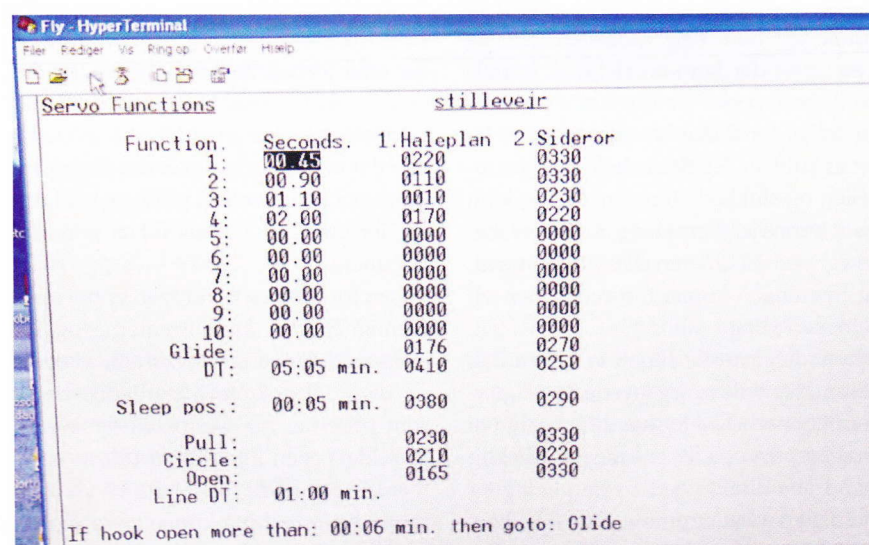 Fly - HyperTerminal
Filer Rediger Vis Ring op Overfør Hjælp
Servo Functions stillevejr
Function. Seconds. 1.Haleplan 2.Sideror
1: 00.45 0220 0330
2: 00.90 0110 0330
3: 01.10 0010 0230
4: 02.00 0170 0220
5: 00.00 0000 0000
6: 00.00 0000 0000
7: 00.00 0000 0000
8: 00.00 0000 0000
9: 00.00 0000 0000
10: 00.00 0000 0000
Glide: 0176 0270
DT: 05:05 min. 0410 0250
Sleep pos.: 00:05 min. 0380 0290
Pull: 0230 0330
Circle: 0210 0220
Open: 0165 0330
Line DT: 01:00 min.
If hook open more than: 00:06 min. then goto: Glide